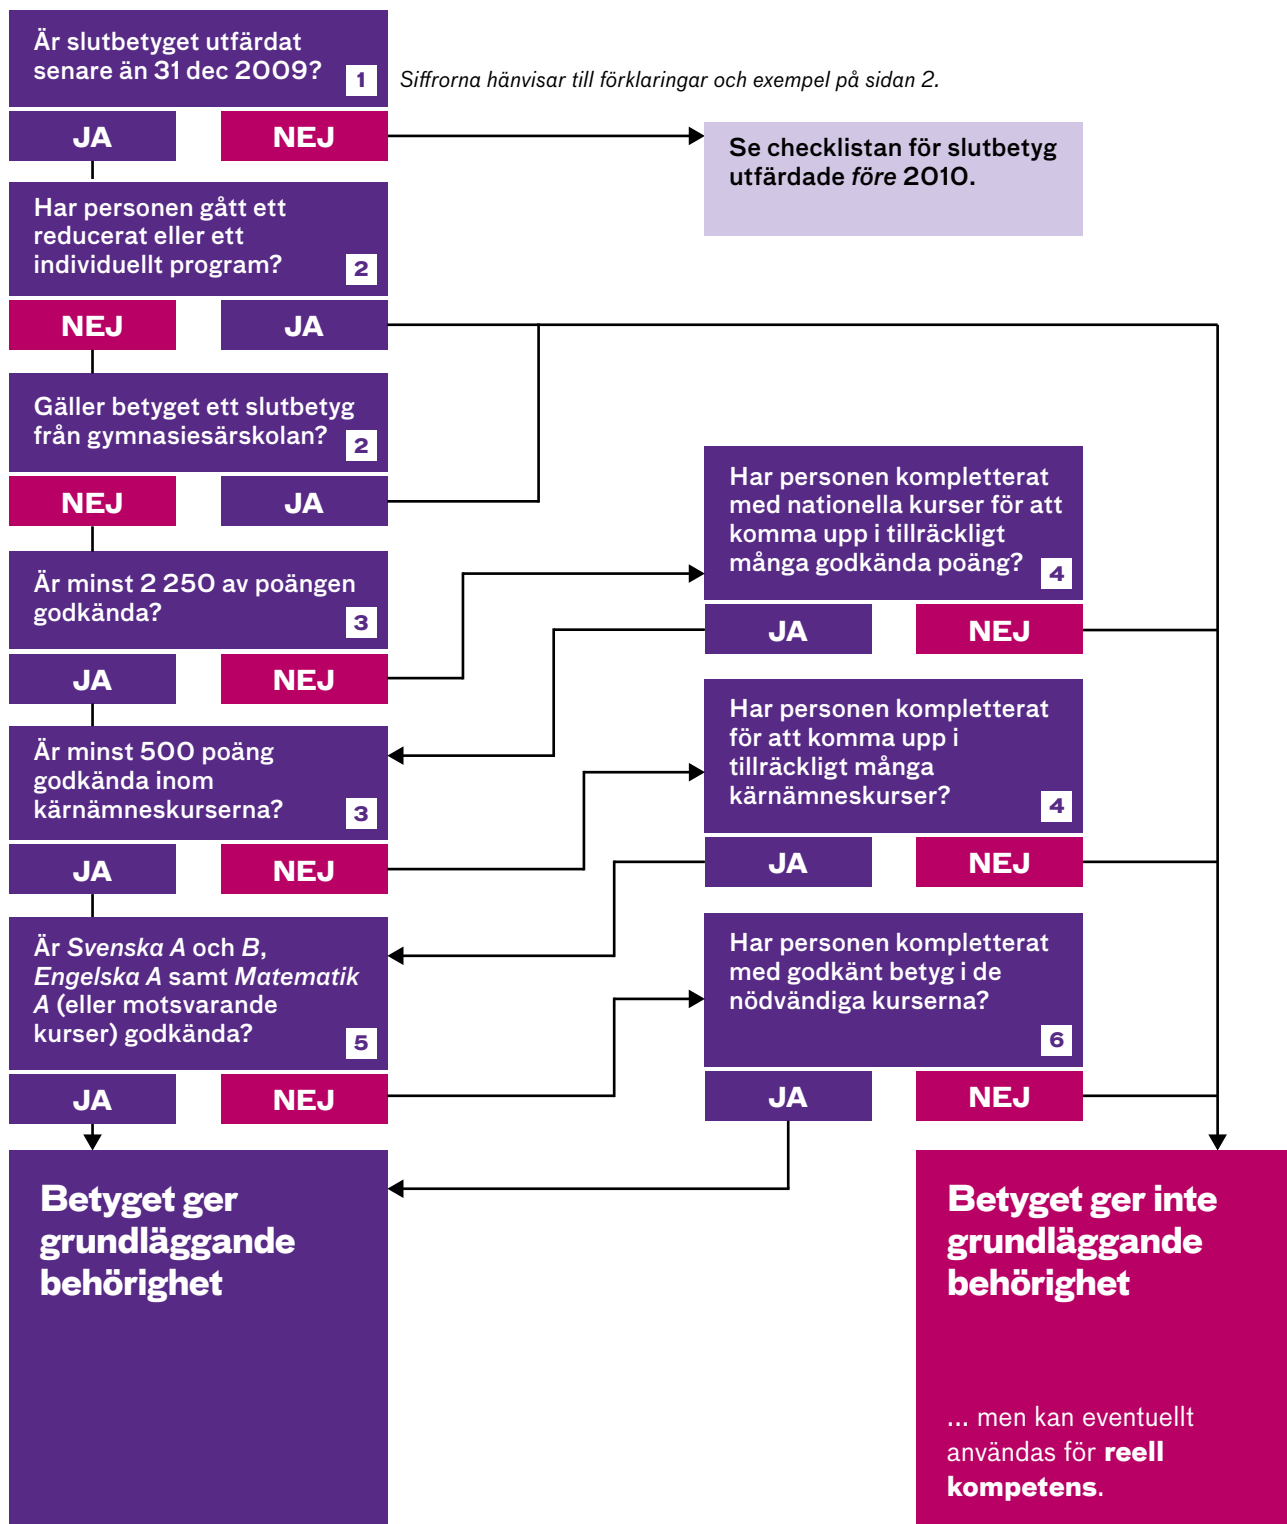 Är slutbetyget utfärdat
senare än 31 dec 2009?
1
Siffrorna hänvisar till förklaringar och exempel på sidan 2.
JA
NEJ
Se checklistan för slutbetyg
utfärdade före 2010.
Har personen gått ett
reducerat eller ett
individuellt program?
2
NEJ
JA
Gäller betyget ett slutbetyg
från gymnasiesärskolan?
2
NEJ
JA
Är minst 2 250 av poängen
godkända?
3
JA
NEJ
Har personen kompletterat
med nationella kurser för att
komma upp i tillräckligt
många godkända poäng?
4
JA
NEJ
Är minst 500 poäng
godkända inom
kärnämneskurserna?
3
JA
NEJ
Har personen kompletterat
för att komma upp i
tillräckligt många
kärnämneskurser?
4
JA
NEJ
Är Svenska A och B,
Engelska A samt Matematik
A (eller motsvarande
kurser) godkända?
5
JA
NEJ
Har personen kompletterat
med godkänt betyg i de
nödvändiga kurserna?
6
JA
NEJ
Betyget ger
grundläggande
behörighet
Betyget ger inte
grundläggande
behörighet
... men kan eventuellt
användas för reell
kompetens.